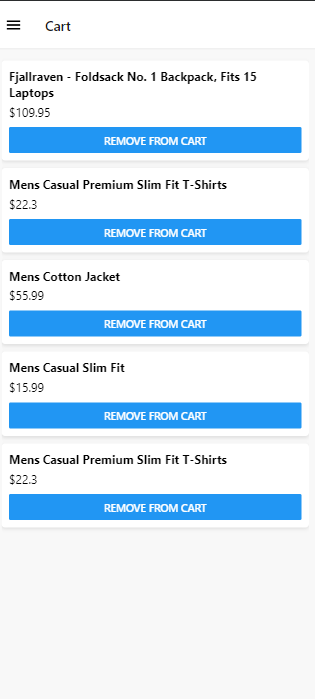 Cart
Fjallraven - Foldsack No. 1 Backpack, Fits 15
Laptops
$109.95
REMOVE FROM CART
Mens Casual Premium Slim Fit T-Shirts
$22.3
REMOVE FROM CART
Mens Cotton Jacket
$55.99
REMOVE FROM CART
Mens Casual Slim Fit
$15.99
REMOVE FROM CART
Mens Casual Premium Slim Fit T-Shirts
$22.3
REMOVE FROM CART